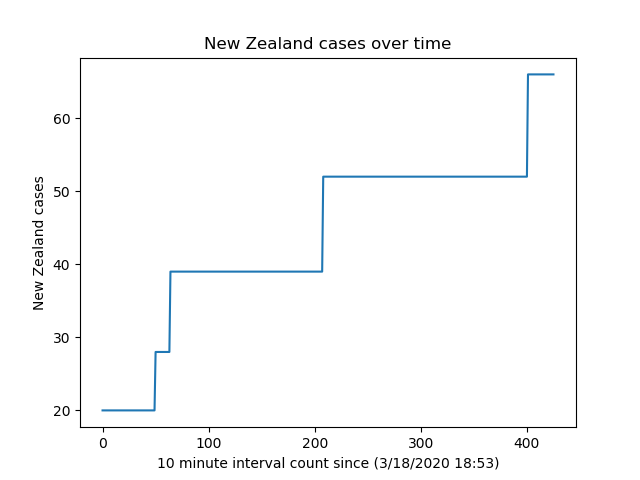 New Zealand cases over time
New Zealand cases
60
50
40
30
20
0 100 200 300 400
10 minute interval count since (3/18/2020 18:53)